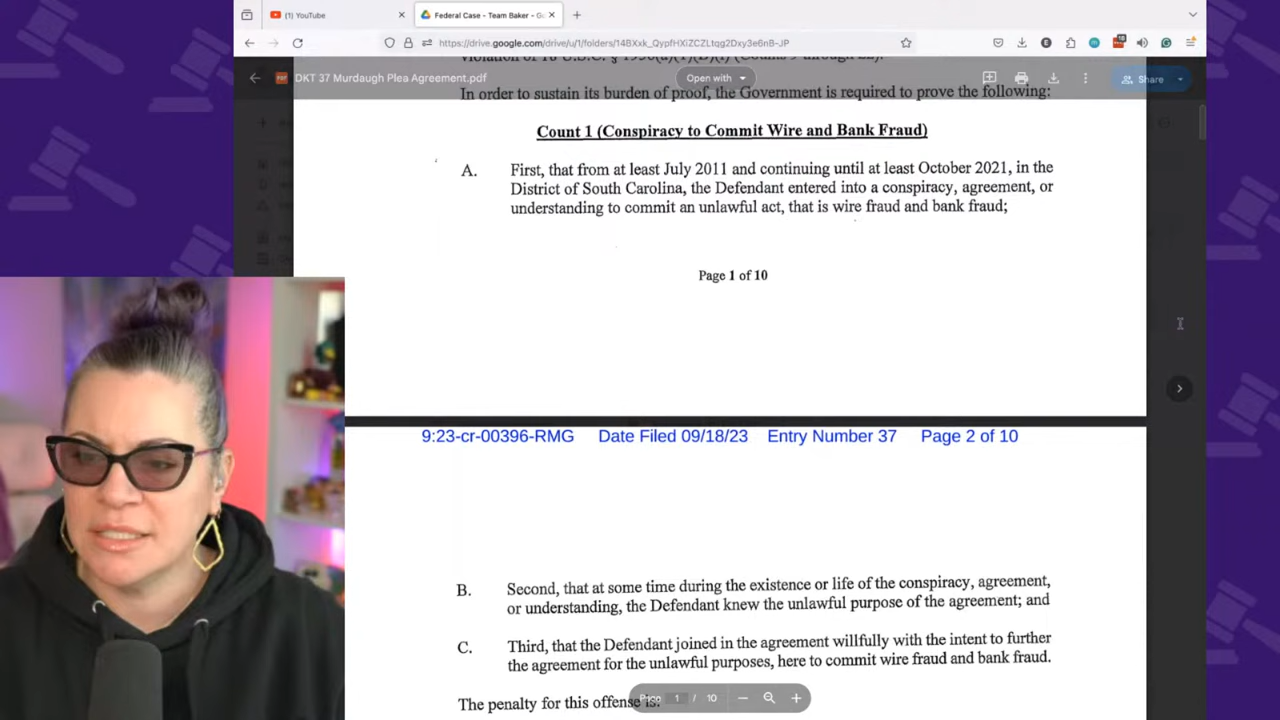 (1) YouTube
Federal Case - Team Baker - Go
https://drive.google.com/drive/u/1/folders/14BXxk_QypfHXiZCZLtqg2Dxy3e6nB-JP
18
DKT 37 Murdaugh Plea Agreement.pdf
Open with
Share
In order to sustain its burden of proof, the Government is required to prove the following:
Count 1 (Conspiracy to Commit Wire and Bank Fraud)
A. First, that from at least July 2011 and continuing until at least October 2021, in the
District of South Carolina, the Defendant entered into a conspiracy, agreement, or
understanding to commit an unlawful act, that is wire fraud and bank fraud;
Page 1 of 10
9:23-cr-00396-RMG Date Filed 09/18/23 Entry Number 37 Page 2 of 10
B. Second, that at some time during the existence or life of the conspiracy, agreement,
or understanding, the Defendant knew the unlawful purpose of the agreement; and
C. Third, that the Defendant joined in the agreement willfully with the intent to further
the agreement for the unlawful purposes, here to commit wire fraud and bank fraud.
The penalty for this offense is:
Page 1 / 10